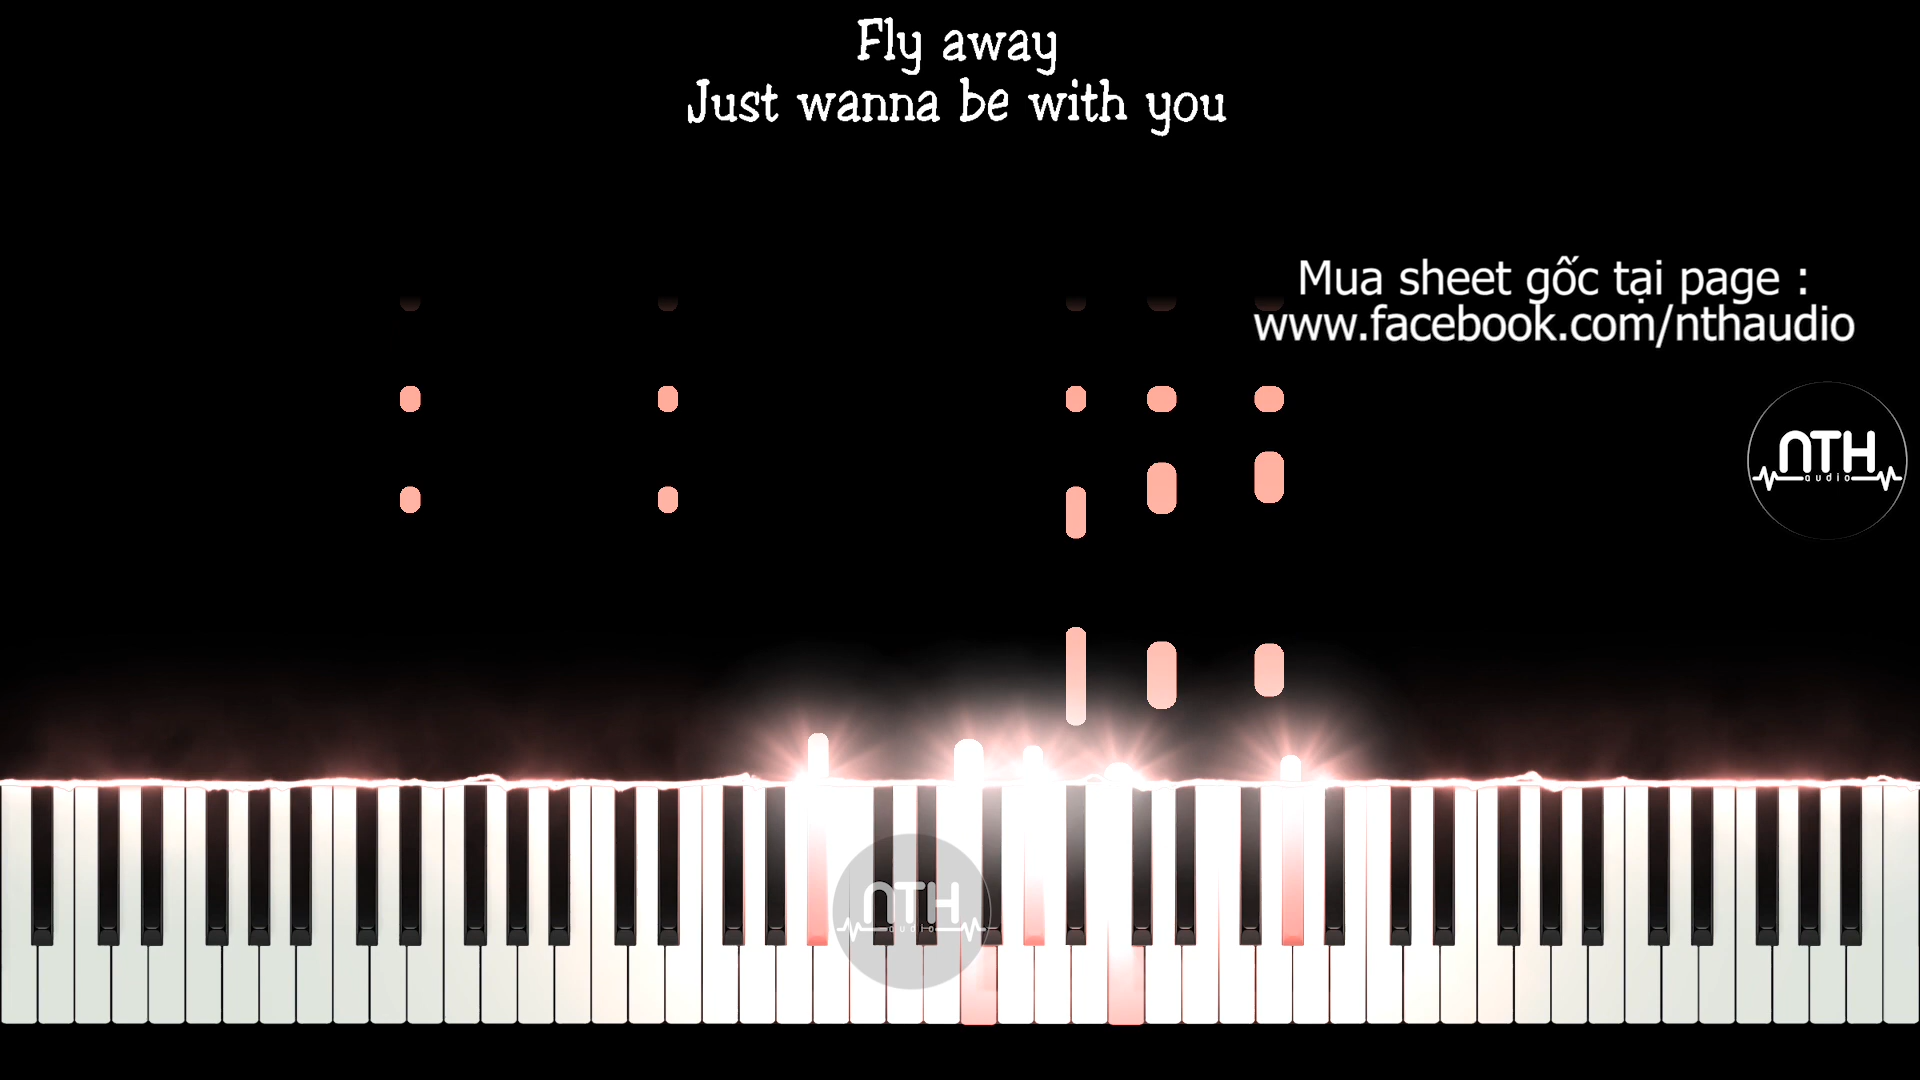 Fly away
Just wanna be with you
Mua sheet gốc tại page :
www.facebook.com/nthaudio
NTH
audio
NTH
audio